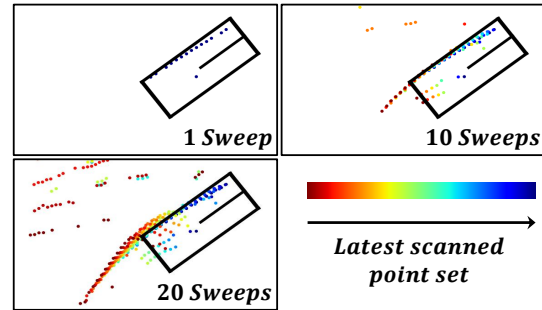 1 Sweep
10 Sweeps
20 Sweeps
Latest scanned
point set